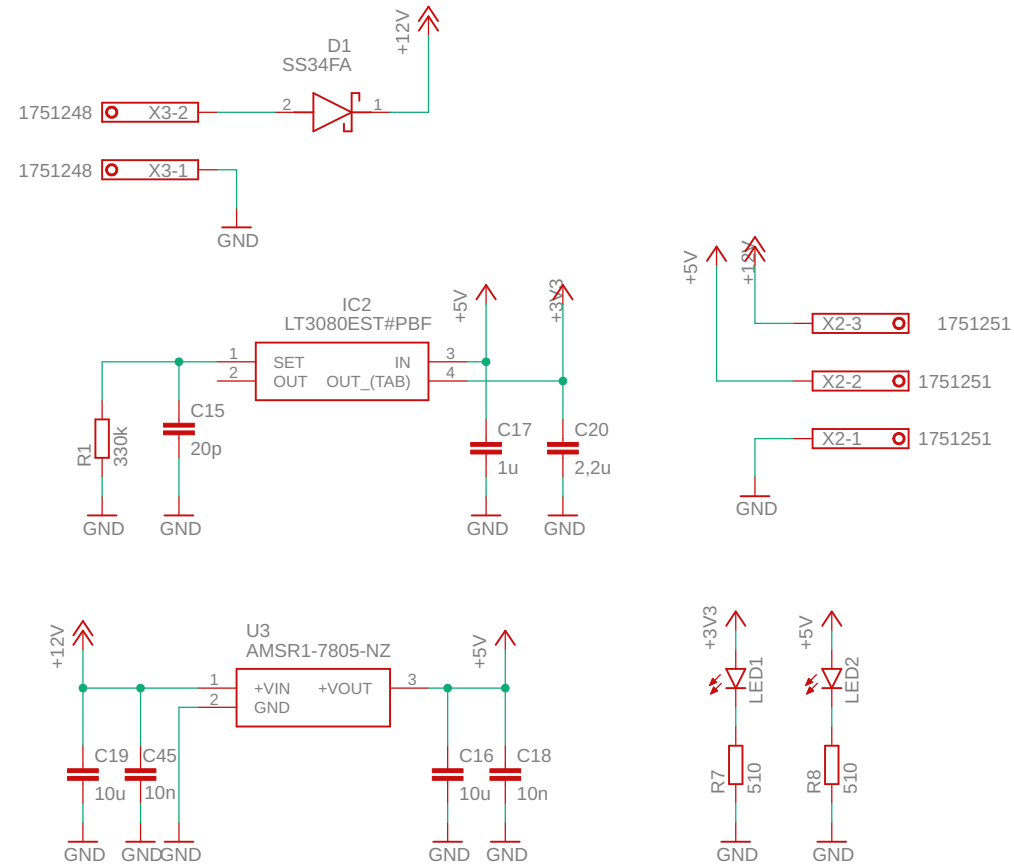 +12V
D1
SS34FA
2
1
1751248
X3-2
1751248
X3-1
GND
+5V
+12V
X2-3
1751251
X2-2
1751251
X2-1
1751251
GND
IC2
LT3080EST#PBF
+5V
+3V3
1
SET
IN
3
2
OUT
OUT_(TAB)
4
R1
330k
C15
20p
C17
1u
C20
2,2u
GND
GND
GND
GND
+12V
U3
AMSR1-7805-NZ
+5V
1
+VIN
+VOUT
3
2
GND
C19
10u
C45
10n
C16
10u
C18
10n
GND
GND
GND
GND
GND
+3V3
LED1
R7
510
GND
+5V
LED2
R8
510
GND